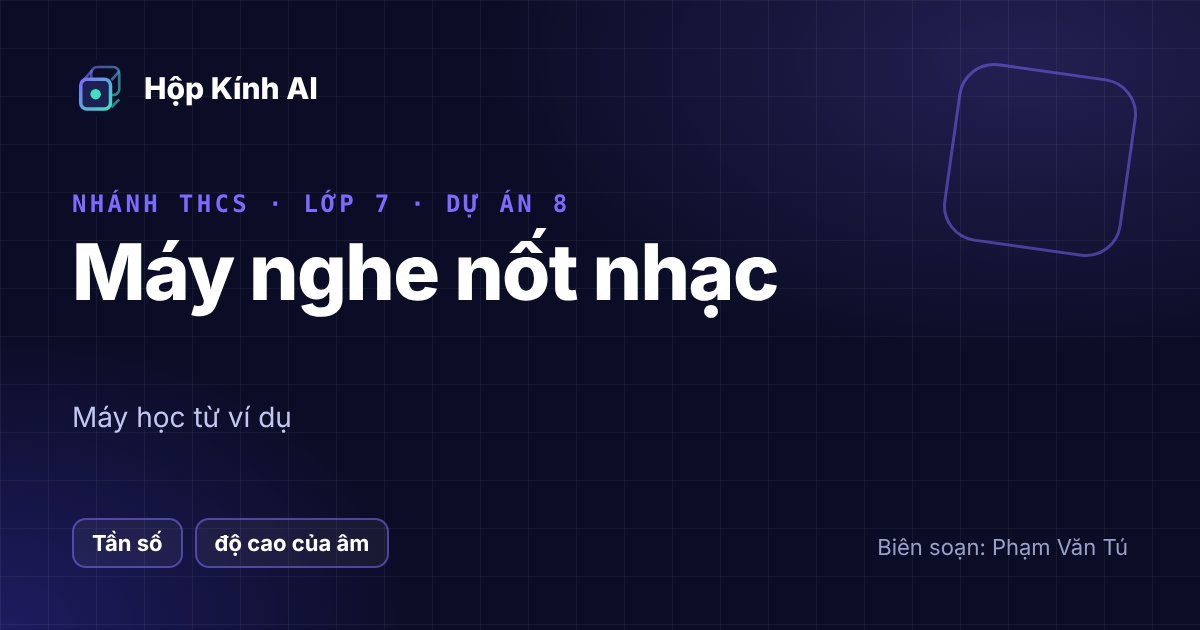 Hộp Kính AI
NHÁNH THCS · LỚP 7 · DỰ ÁN 8
Máy nghe nốt nhạc
Máy học từ ví dụ
Tần số
độ cao của âm
Biên soạn: Phạm Văn Tú